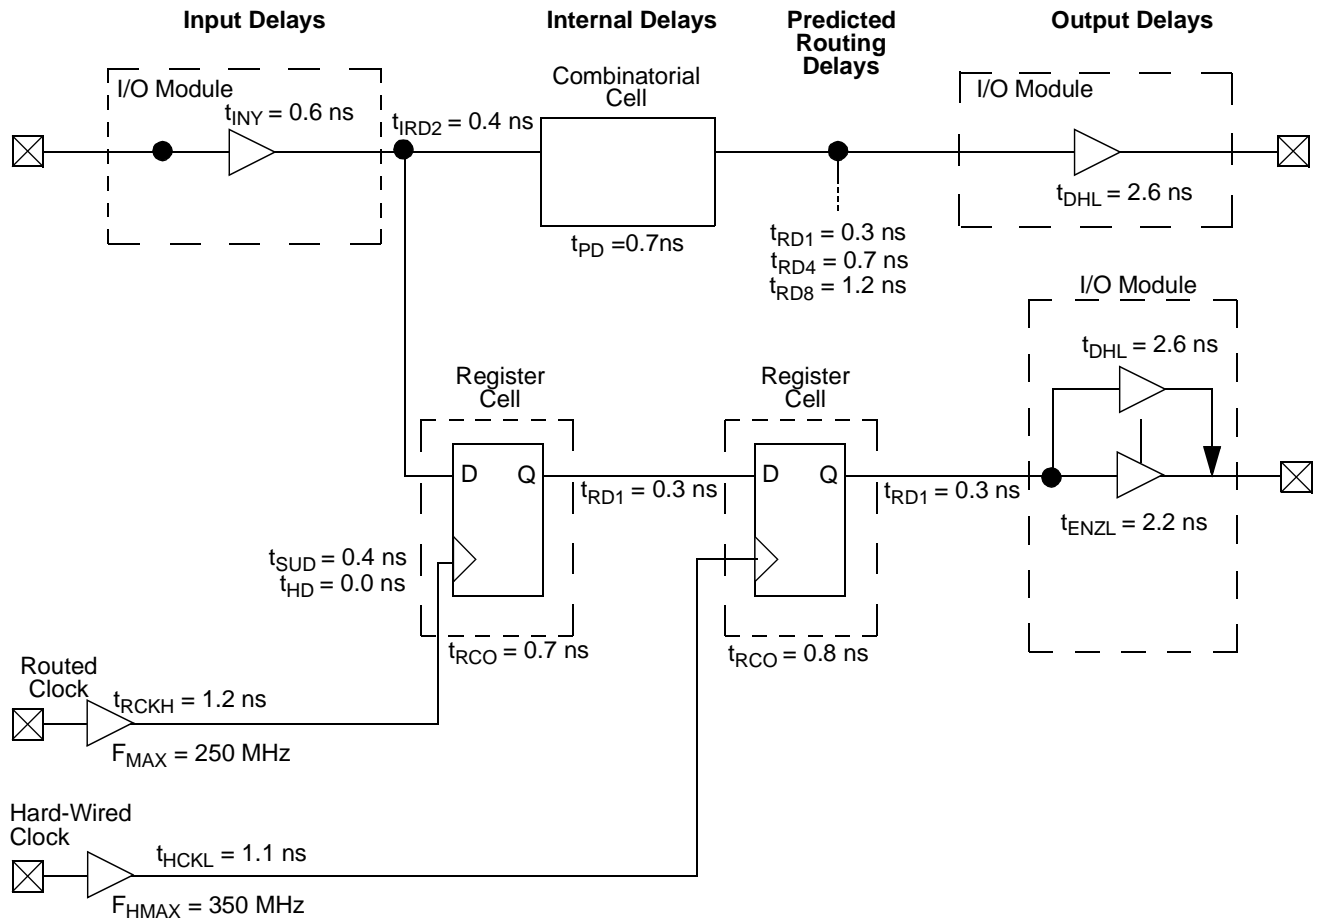 Input Delays
Internal Delays
Predicted
Routing
Delays
Output Delays
I/O Module
tINY = 0.6 ns
tIRD2 = 0.4 ns
Combinatorial
Cell
tPD =0.7ns
tRD1 = 0.3 ns
tRD4 = 0.7 ns
tRD8 = 1.2 ns
I/O Module
tDHL = 2.6 ns
I/O Module
tDHL = 2.6 ns
tENZL = 2.2 ns
Register
Cell
D Q
tRD1 = 0.3 ns
Register
Cell
D Q
tRD1 = 0.3 ns
tSUD = 0.4 ns
tHD = 0.0 ns
tRCO = 0.7 ns
tRCO = 0.8 ns
Routed
Clock
tRCKH = 1.2 ns
FMAX = 250 MHz
Hard-Wired
Clock
tHCKL = 1.1 ns
FHMAX = 350 MHz